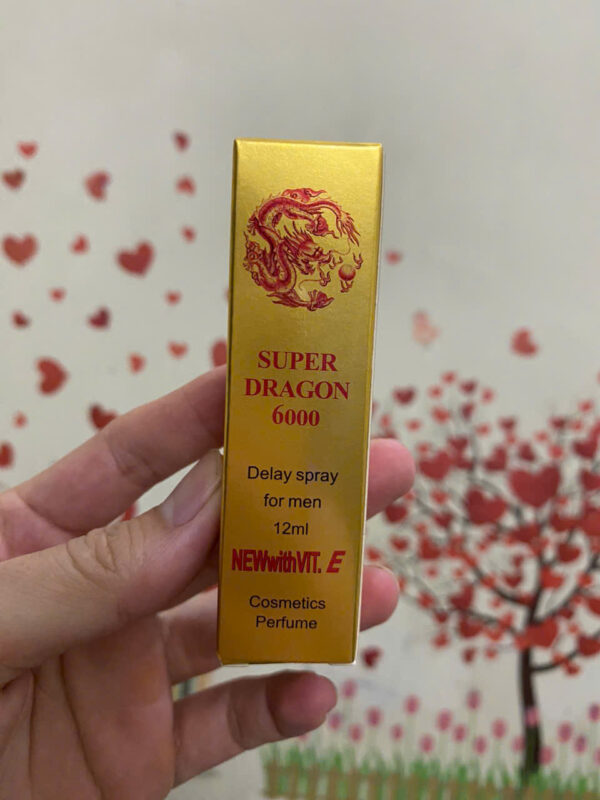 SUPER
DRAGON
6000
Delay spray
for men
12ml
NEWwithVIT. E
Cosmetics
Perfume